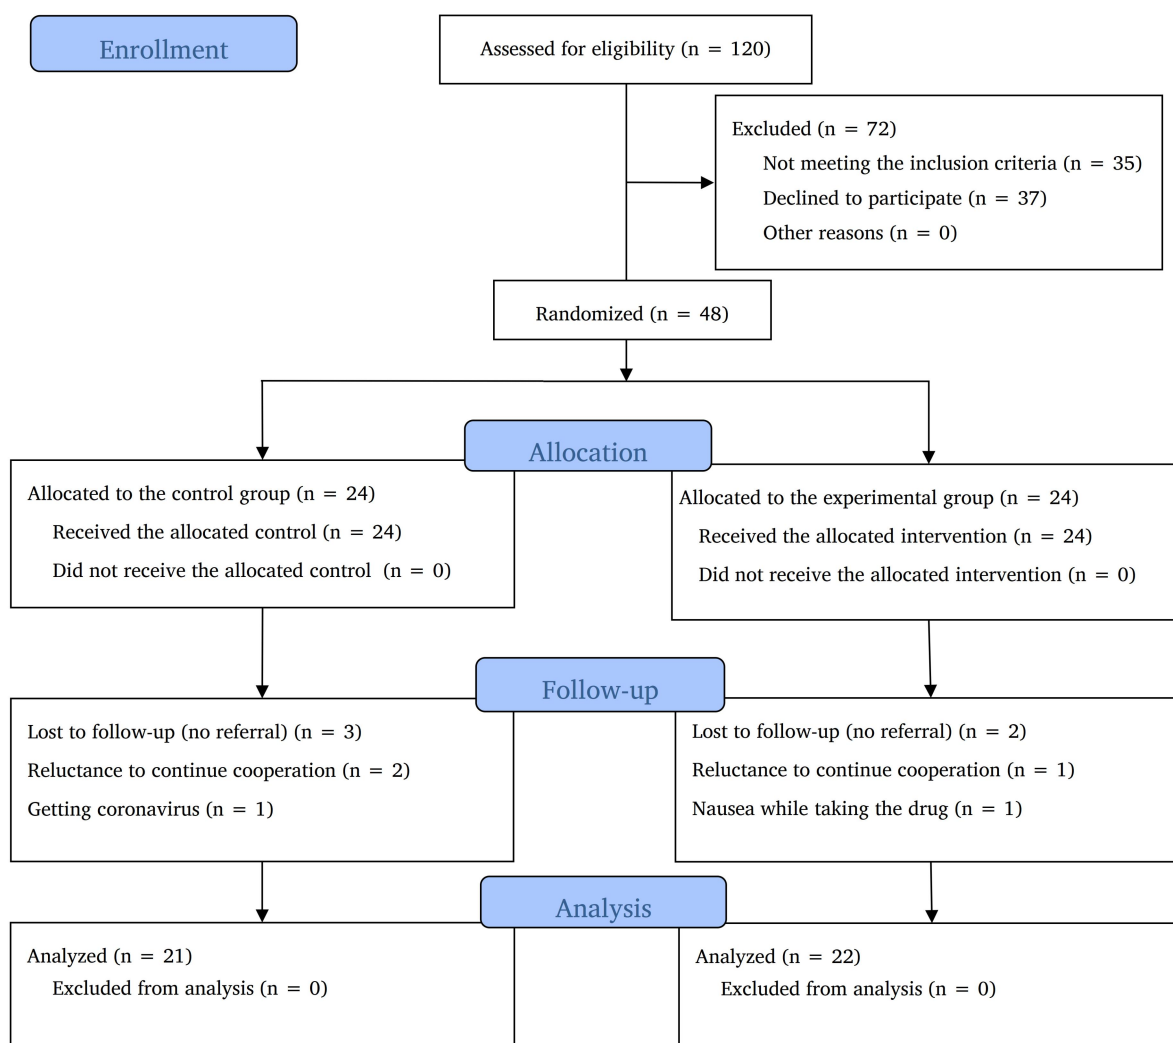 Enrollment
Assessed for eligibility (n = 120)
Excluded (n = 72)
Not meeting the inclusion criteria (n = 35)
Declined to participate (n = 37)
Other reasons (n = 0)
Randomized (n = 48)
Allocation
Allocated to the control group (n = 24)
Received the allocated control (n = 24)
Did not receive the allocated control (n = 0)
Allocated to the experimental group (n = 24)
Received the allocated intervention (n = 24)
Did not receive the allocated intervention (n = 0)
Follow-up
Lost to follow-up (no referral) (n = 3)
Reluctance to continue cooperation (n = 2)
Getting coronavirus (n = 1)
Lost to follow-up (no referral) (n = 2)
Reluctance to continue cooperation (n = 1)
Nausea while taking the drug (n = 1)
Analysis
Analyzed (n = 21)
Excluded from analysis (n = 0)
Analyzed (n = 22)
Excluded from analysis (n = 0)